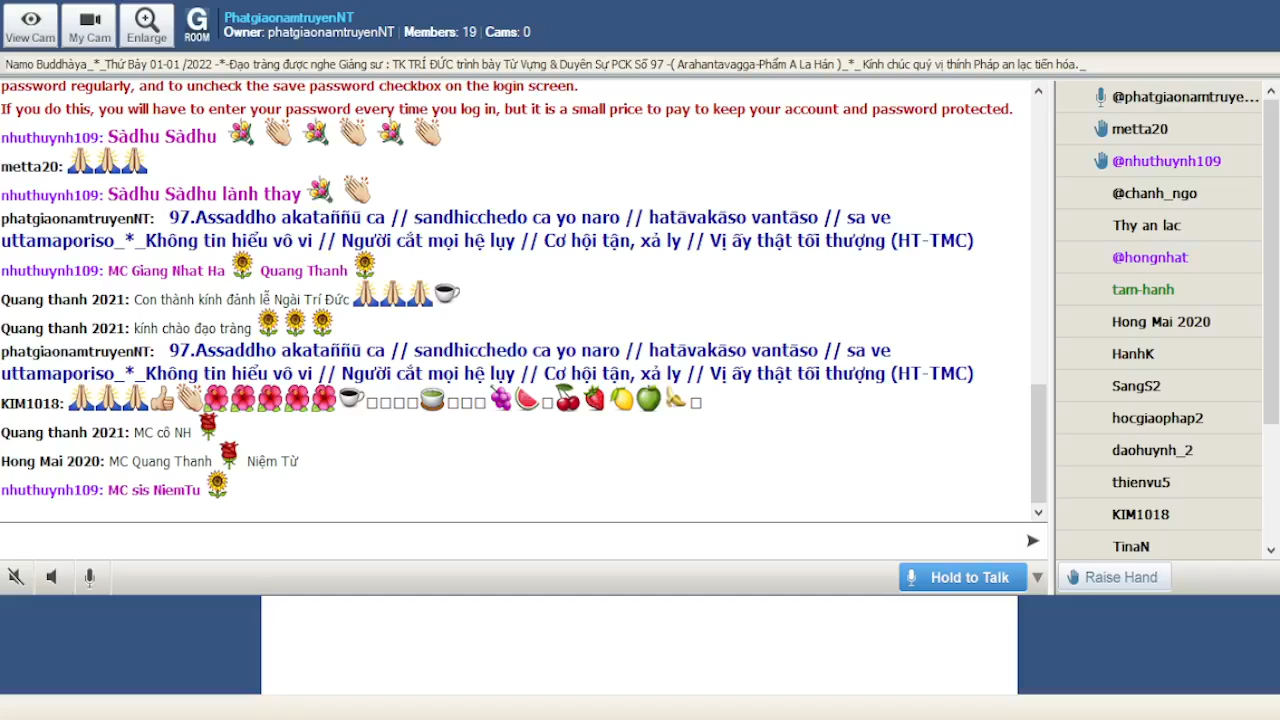 View Cam
My Cam
Enlarge
G
ROOM
PhatgiaonamtruyenNT
Owner: phatgiaonamtruyenNT | Members: 19 | Cams: 0
Namo Buddhàya_*_Thứ Bảy 01-01 /2022 -*-Đạo tràng được nghe Giảng sư : TK TRÍ ĐỨC trình bày Từ Vựng & Duyên Sự PCK Số 97 -( Arahantavagga-Phẩm A La Hán )_*_ Kính chúc quý vị thính Pháp an lạc tiến hóa._
password regularly, and to uncheck the save password checkbox on the login screen.
If you do this, you will have to enter your password every time you log in, but it is a small price to pay to keep your account and password protected.
nhuthuynh109: Sàdhu Sàdhu 💐 👏 💐 👏 💐 👏
metta20: 🙏🙏🙏
nhuthuynh109: Sàdhu Sàdhu lành thay 💐 👏
phatgiaonamtruyenNT: 97.Assaddho akataññū ca // sandhicchedo ca yo naro // hatāvakāso vantāso // sa ve
uttamaporiso_*_Không tin hiểu vô vi // Người cắt mọi hệ lụy // Cơ hội tận, xả ly // Vị ấy thật tối thượng (HT-TMC)
nhuthuynh109: MC Giang Nhat Ha 🌻 Quang Thanh 🌻
Quang thanh 2021: Con thành kính đảnh lễ Ngài Trí Đức 🙏🙏🙏☕
Quang thanh 2021: kính chào đạo tràng 🌻🌻🌻
phatgiaonamtruyenNT: 97.Assaddho akataññū ca // sandhicchedo ca yo naro // hatāvakāso vantāso // sa ve
uttamaporiso_*_Không tin hiểu vô vi // Người cắt mọi hệ lụy // Cơ hội tận, xả ly // Vị ấy thật tối thượng (HT-TMC)
KIM1018: 🙏🙏🙏👍👏🌺🌺🌺🌺🌺☕□□□□🍵□□□🍇🍉□🍒🍓🍋🍏🍌□
Quang thanh 2021: MC cô NH 🌹
Hong Mai 2020: MC Quang Thanh 🌹 Niệm Từ
nhuthuynh109: MC sis NiemTu 🌻
Hold to Talk
@phatgiaonamtruye...
metta20
@nhuthuynh109
@chanh_ngo
Thy an lac
@hongnhat
tam-hanh
Hong Mai 2020
HanhK
SangS2
hocgiaophap2
daohuynh_2
thienvu5
KIM1018
TinaN
Raise Hand